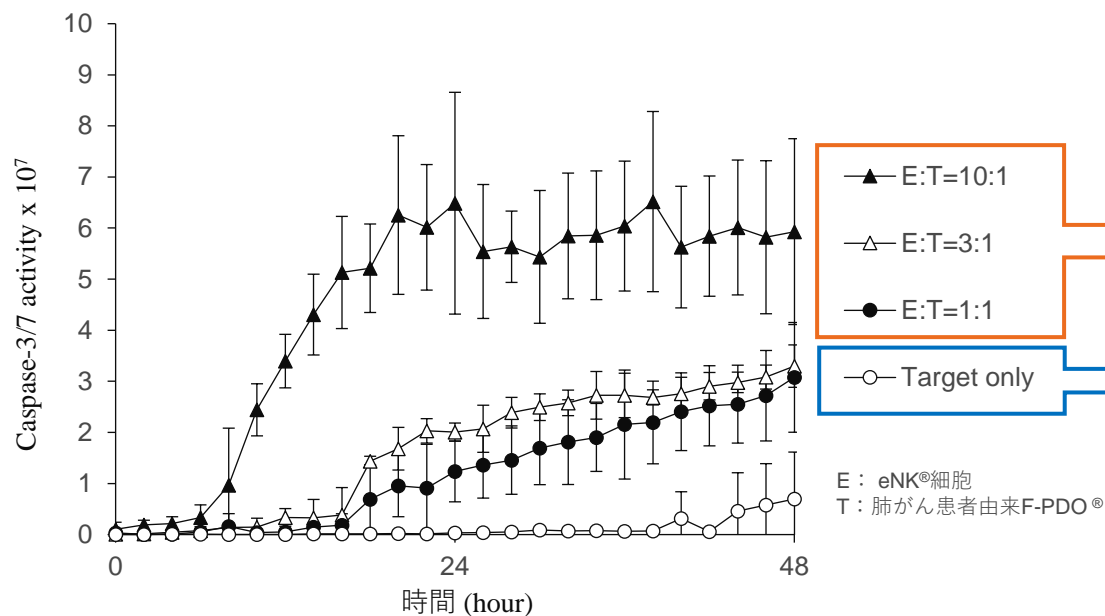 10
9
8
7
6
5
4
3
2
1
0
Caspase-3/7 activity x 10⁷
0
24
48
時間 (hour)
E:T=10:1
E:T=3:1
E:T=1:1
Target only
E： eNK®細胞
T：肺がん患者由来F-PDO ®